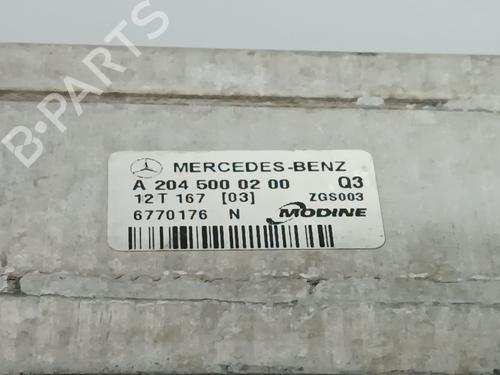 B-PARTS
MERCEDES-BENZ
A 204 500 02 00 Q3
12T 167 [03] ZGS003
6770176 N MODINE